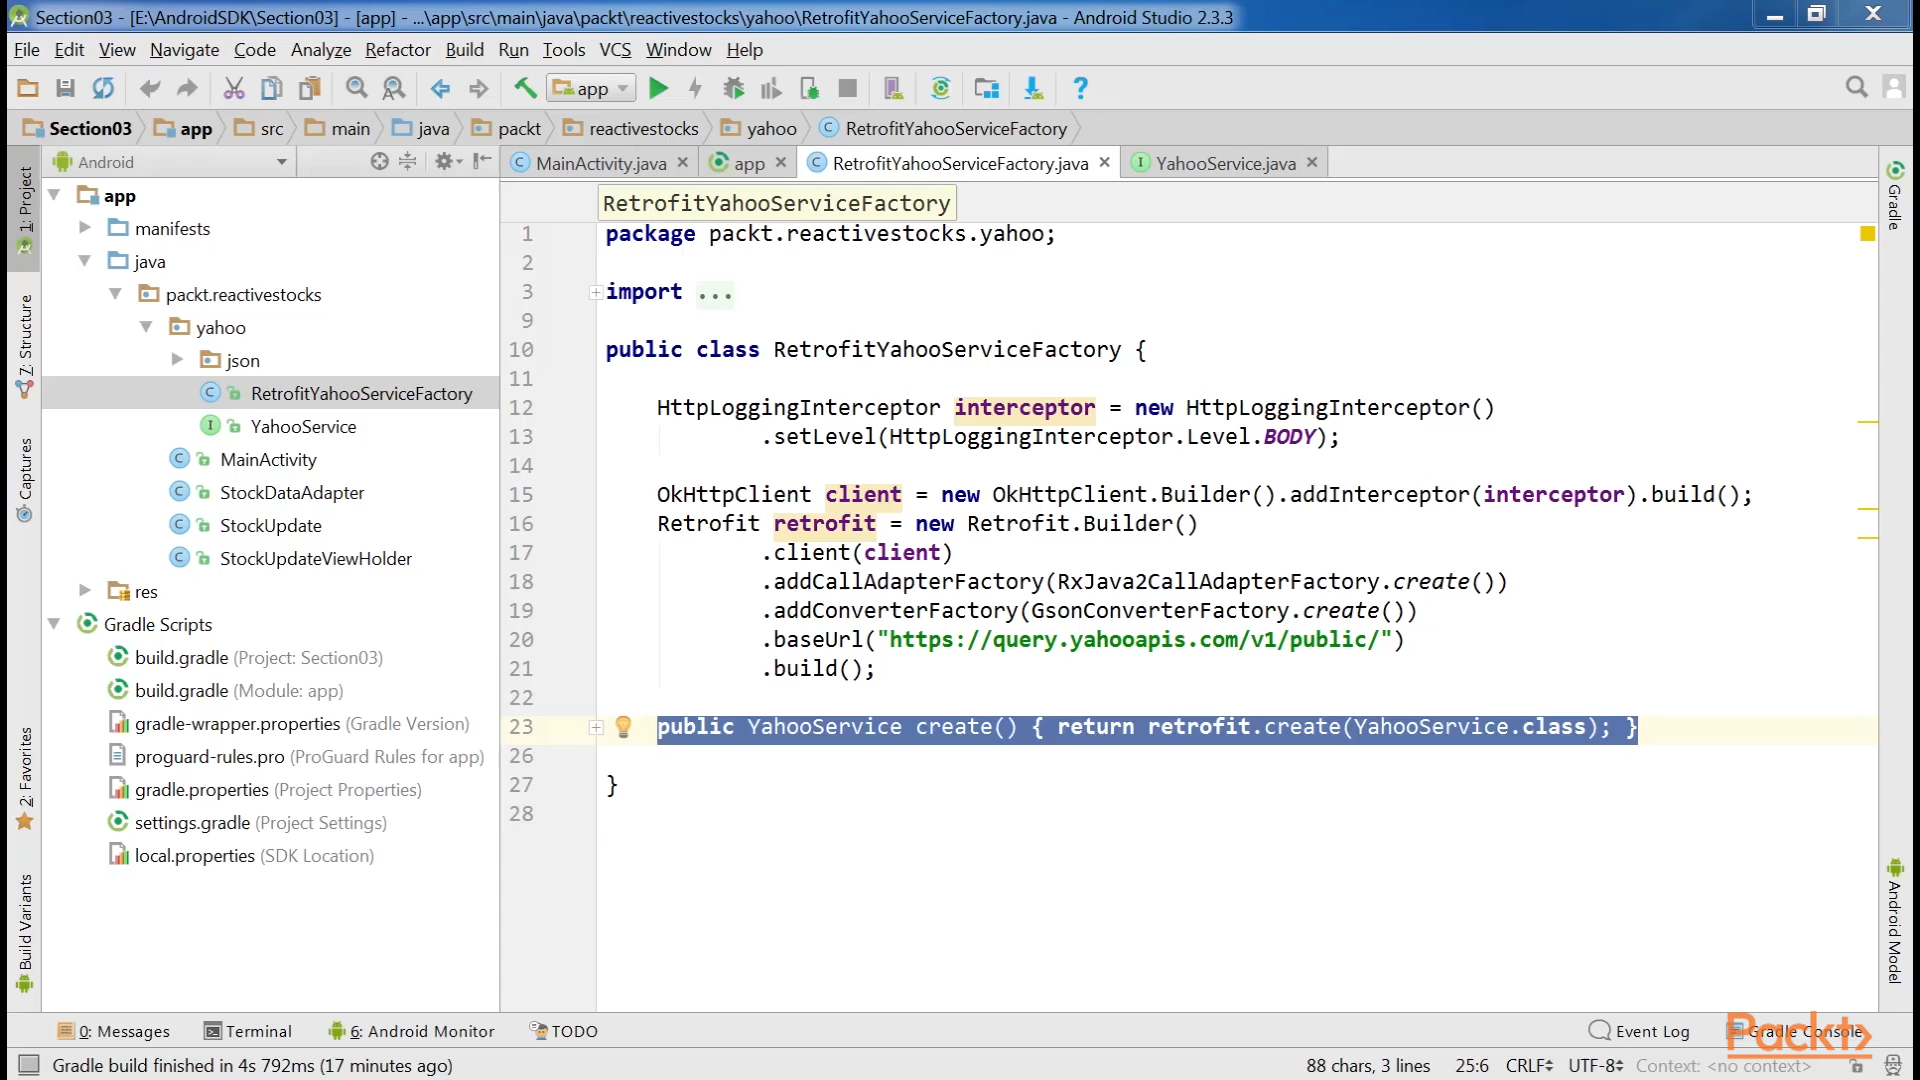 Section03 - [E:\AndroidSDK\Section03] - [app] - ...\app\src\main\java\packt\reactivestocks\yahoo\RetrofitYahooServiceFactory.java - Android Studio 2.3.3
File Edit View Navigate Code Analyze Refactor Build Run Tools VCS Window Help
app
Section03 app src main java packt reactivestocks yahoo RetrofitYahooServiceFactory
Android
MainActivity.java app RetrofitYahooServiceFactory.java YahooService.java
1: Project
Z: Structure
Captures
2: Favorites
Build Variants
app
manifests
java
packt.reactivestocks
yahoo
json
RetrofitYahooServiceFactory
YahooService
MainActivity
StockDataAdapter
StockUpdate
StockUpdateViewHolder
res
Gradle Scripts
build.gradle (Project: Section03)
build.gradle (Module: app)
gradle-wrapper.properties (Gradle Version)
proguard-rules.pro (ProGuard Rules for app)
gradle.properties (Project Properties)
settings.gradle (Project Settings)
local.properties (SDK Location)
RetrofitYahooServiceFactory
1 package packt.reactivestocks.yahoo;
2
3 import ...
9
10 public class RetrofitYahooServiceFactory {
11
12 HttpLoggingInterceptor interceptor = new HttpLoggingInterceptor()
13 .setLevel(HttpLoggingInterceptor.Level.BODY);
14
15 OkHttpClient client = new OkHttpClient.Builder().addInterceptor(interceptor).build();
16 Retrofit retrofit = new Retrofit.Builder()
17 .client(client)
18 .addCallAdapterFactory(RxJava2CallAdapterFactory.create())
19 .addConverterFactory(GsonConverterFactory.create())
20 .baseUrl("https://query.yahooapis.com/v1/public/")
21 .build();
22
23 public YahooService create() { return retrofit.create(YahooService.class); }
26
27 }
28
Gradle
Android Model
0: Messages Terminal 6: Android Monitor TODO Event Log Gradle Console
Packt>
Gradle build finished in 4s 792ms (17 minutes ago) 88 chars, 3 lines 25:6 CRLF UTF-8 Context: <no context>